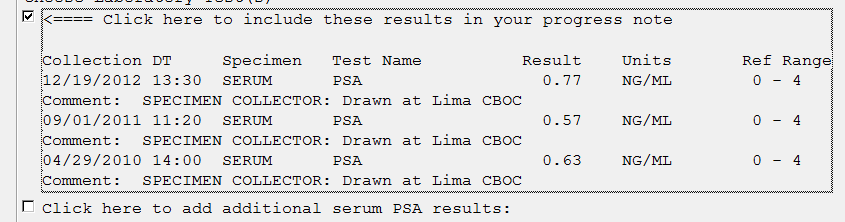 <==== Click here to include these results in your progress note
Collection DT Specimen Test Name Result Units Ref Range
12/19/2012 13:30 SERUM PSA 0.77 NG/ML 0 - 4
Comment: SPECIMEN COLLECTOR: Drawn at Lima CBOC
09/01/2011 11:20 SERUM PSA 0.57 NG/ML 0 - 4
Comment: SPECIMEN COLLECTOR: Drawn at Lima CBOC
04/29/2010 14:00 SERUM PSA 0.63 NG/ML 0 - 4
Comment: SPECIMEN COLLECTOR: Drawn at Lima CBOC
Click here to add additional serum PSA results: